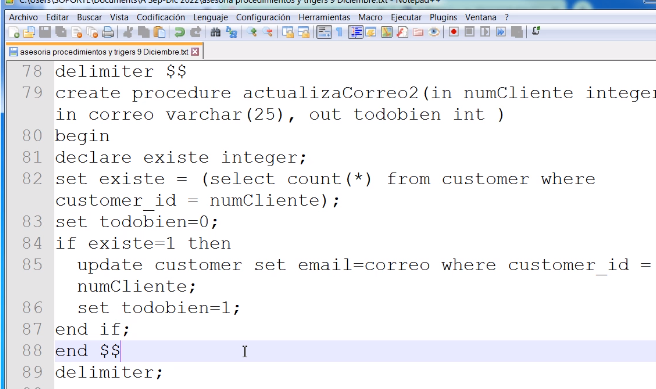 C:\Users\SOPORTE\Documents\A Sep-Dic 2022\asesoria procedimientos y trigers 9 Diciembre.txt - Notepad++
Archivo Editar Buscar Vista Codificación Lenguaje Configuración Herramientas Macro Ejecutar Plugins Ventana ?
asesoria procedimientos y trigers 9 Diciembre.txt
78 delimiter $$
79 create procedure actualizaCorreo2(in numCliente integer
in correo varchar(25), out todobien int )
80 begin
81 declare existe integer;
82 set existe = (select count(*) from customer where
customer_id = numCliente);
83 set todobien=0;
84 if existe=1 then
85 update customer set email=correo where customer_id =
numCliente;
86 set todobien=1;
87 end if;
88 end $$
89 delimiter;